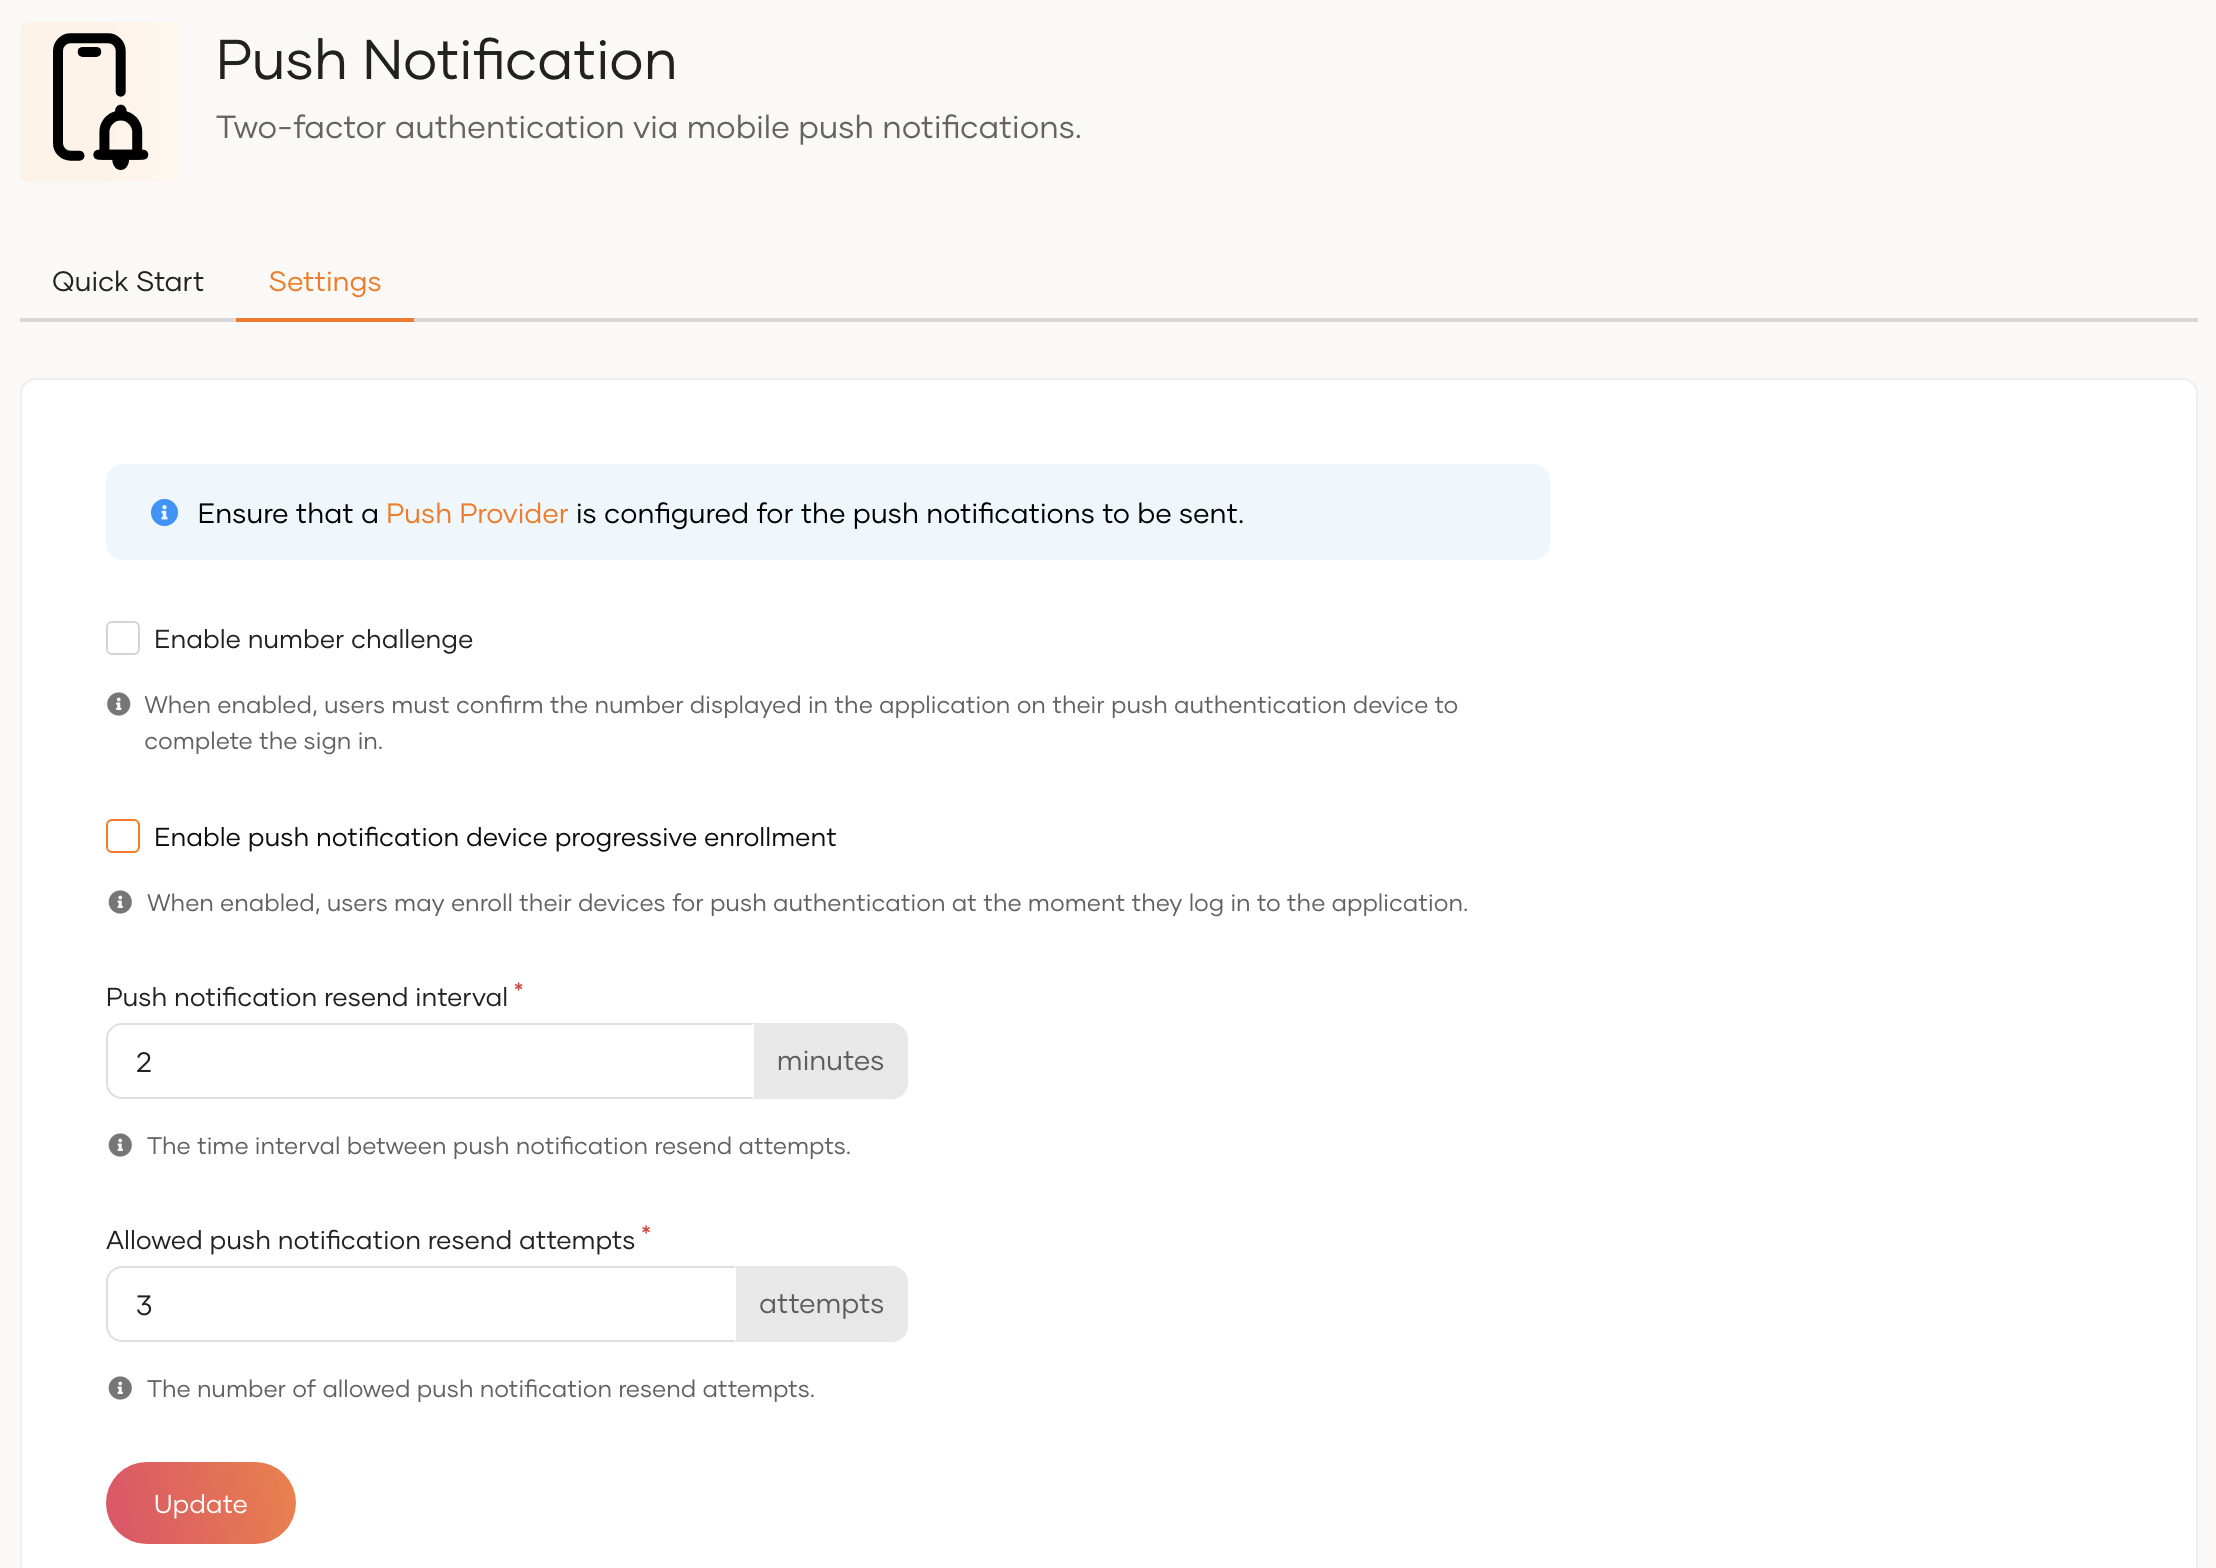 Push Notification
Two-factor authentication via mobile push notifications.
Quick Start
Settings
Ensure that a Push Provider is configured for the push notifications to be sent.
Enable number challenge
When enabled, users must confirm the number displayed in the application on their push authentication device to
complete the sign in.
Enable push notification device progressive enrollment
When enabled, users may enroll their devices for push authentication at the moment they log in to the application.
Push notification resend interval *
2 minutes
The time interval between push notification resend attempts.
Allowed push notification resend attempts *
3 attempts
The number of allowed push notification resend attempts.
Update